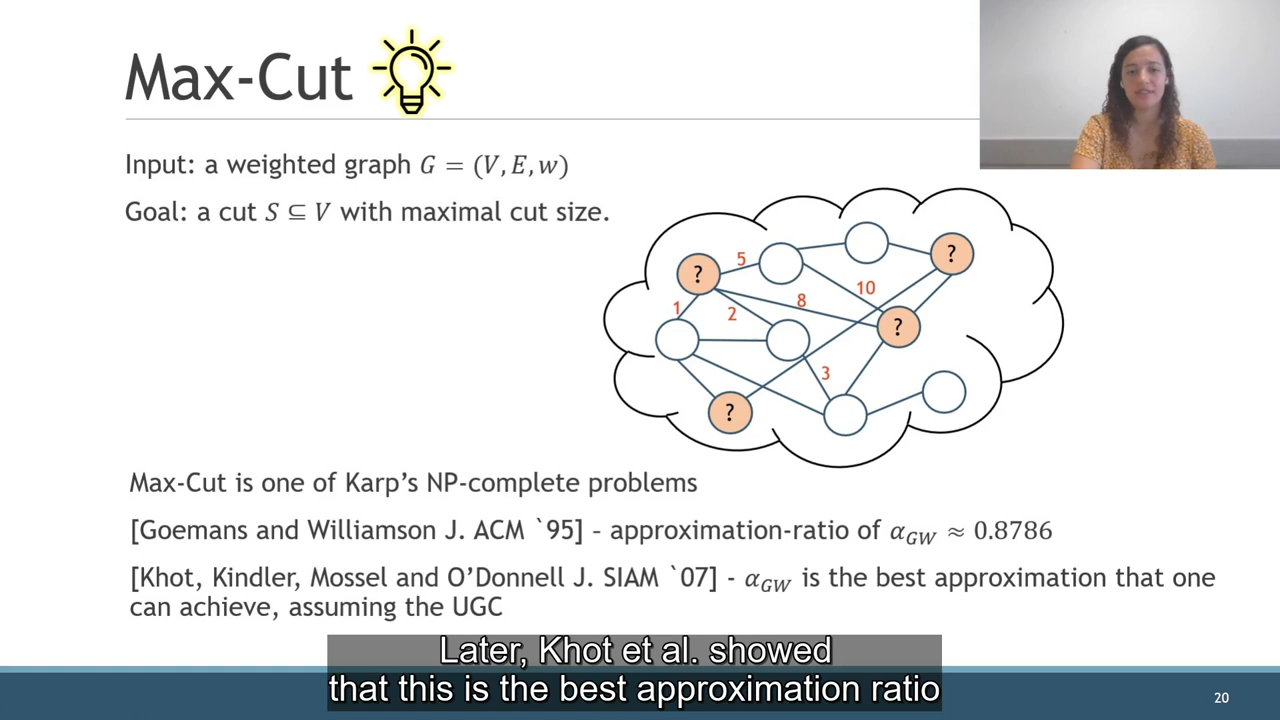 Max-Cut
Input: a weighted graph G = (V, E, w)
Goal: a cut S ⊆ V with maximal cut size.
?
5
?
10
8
1
2
?
3
?
Max-Cut is one of Karp's NP-complete problems
[Goemans and Williamson J. ACM `95] – approximation-ratio of α_GW ≈ 0.8786
[Khot, Kindler, Mossel and O'Donnell J. SIAM `07] - α_GW is the best approximation that one
can achieve, assuming the UGC
Later, Khot et al. showed
that this is the best approximation ratio
20